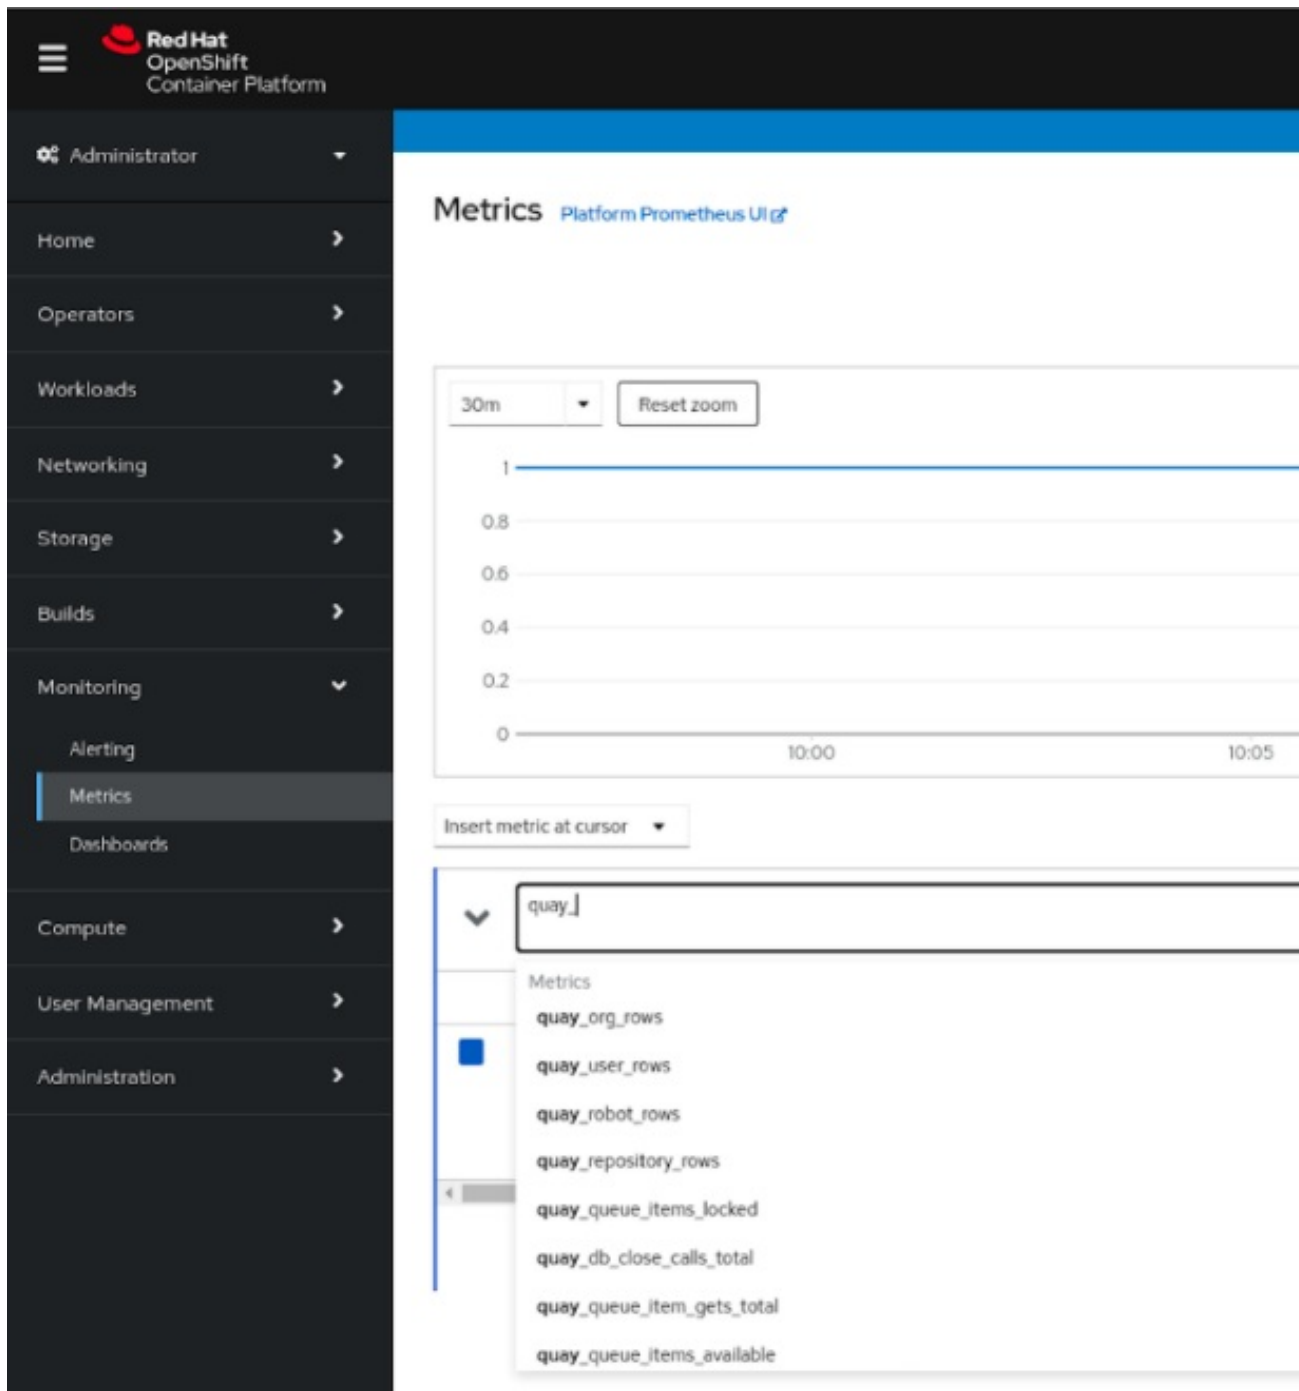 Red Hat
OpenShift
Container Platform
Administrator
Home
Operators
Workloads
Networking
Storage
Builds
Monitoring
Alerting
Metrics
Dashboards
Compute
User Management
Administration
Metrics Platform Prometheus UI
30m Reset zoom
1
0.8
0.6
0.4
0.2
0
10:00 10:05
Insert metric at cursor
quay_
Metrics
quay_org_rows
quay_user_rows
quay_robot_rows
quay_repository_rows
quay_queue_items_locked
quay_db_close_calls_total
quay_queue_item_gets_total
quay_queue_items_available